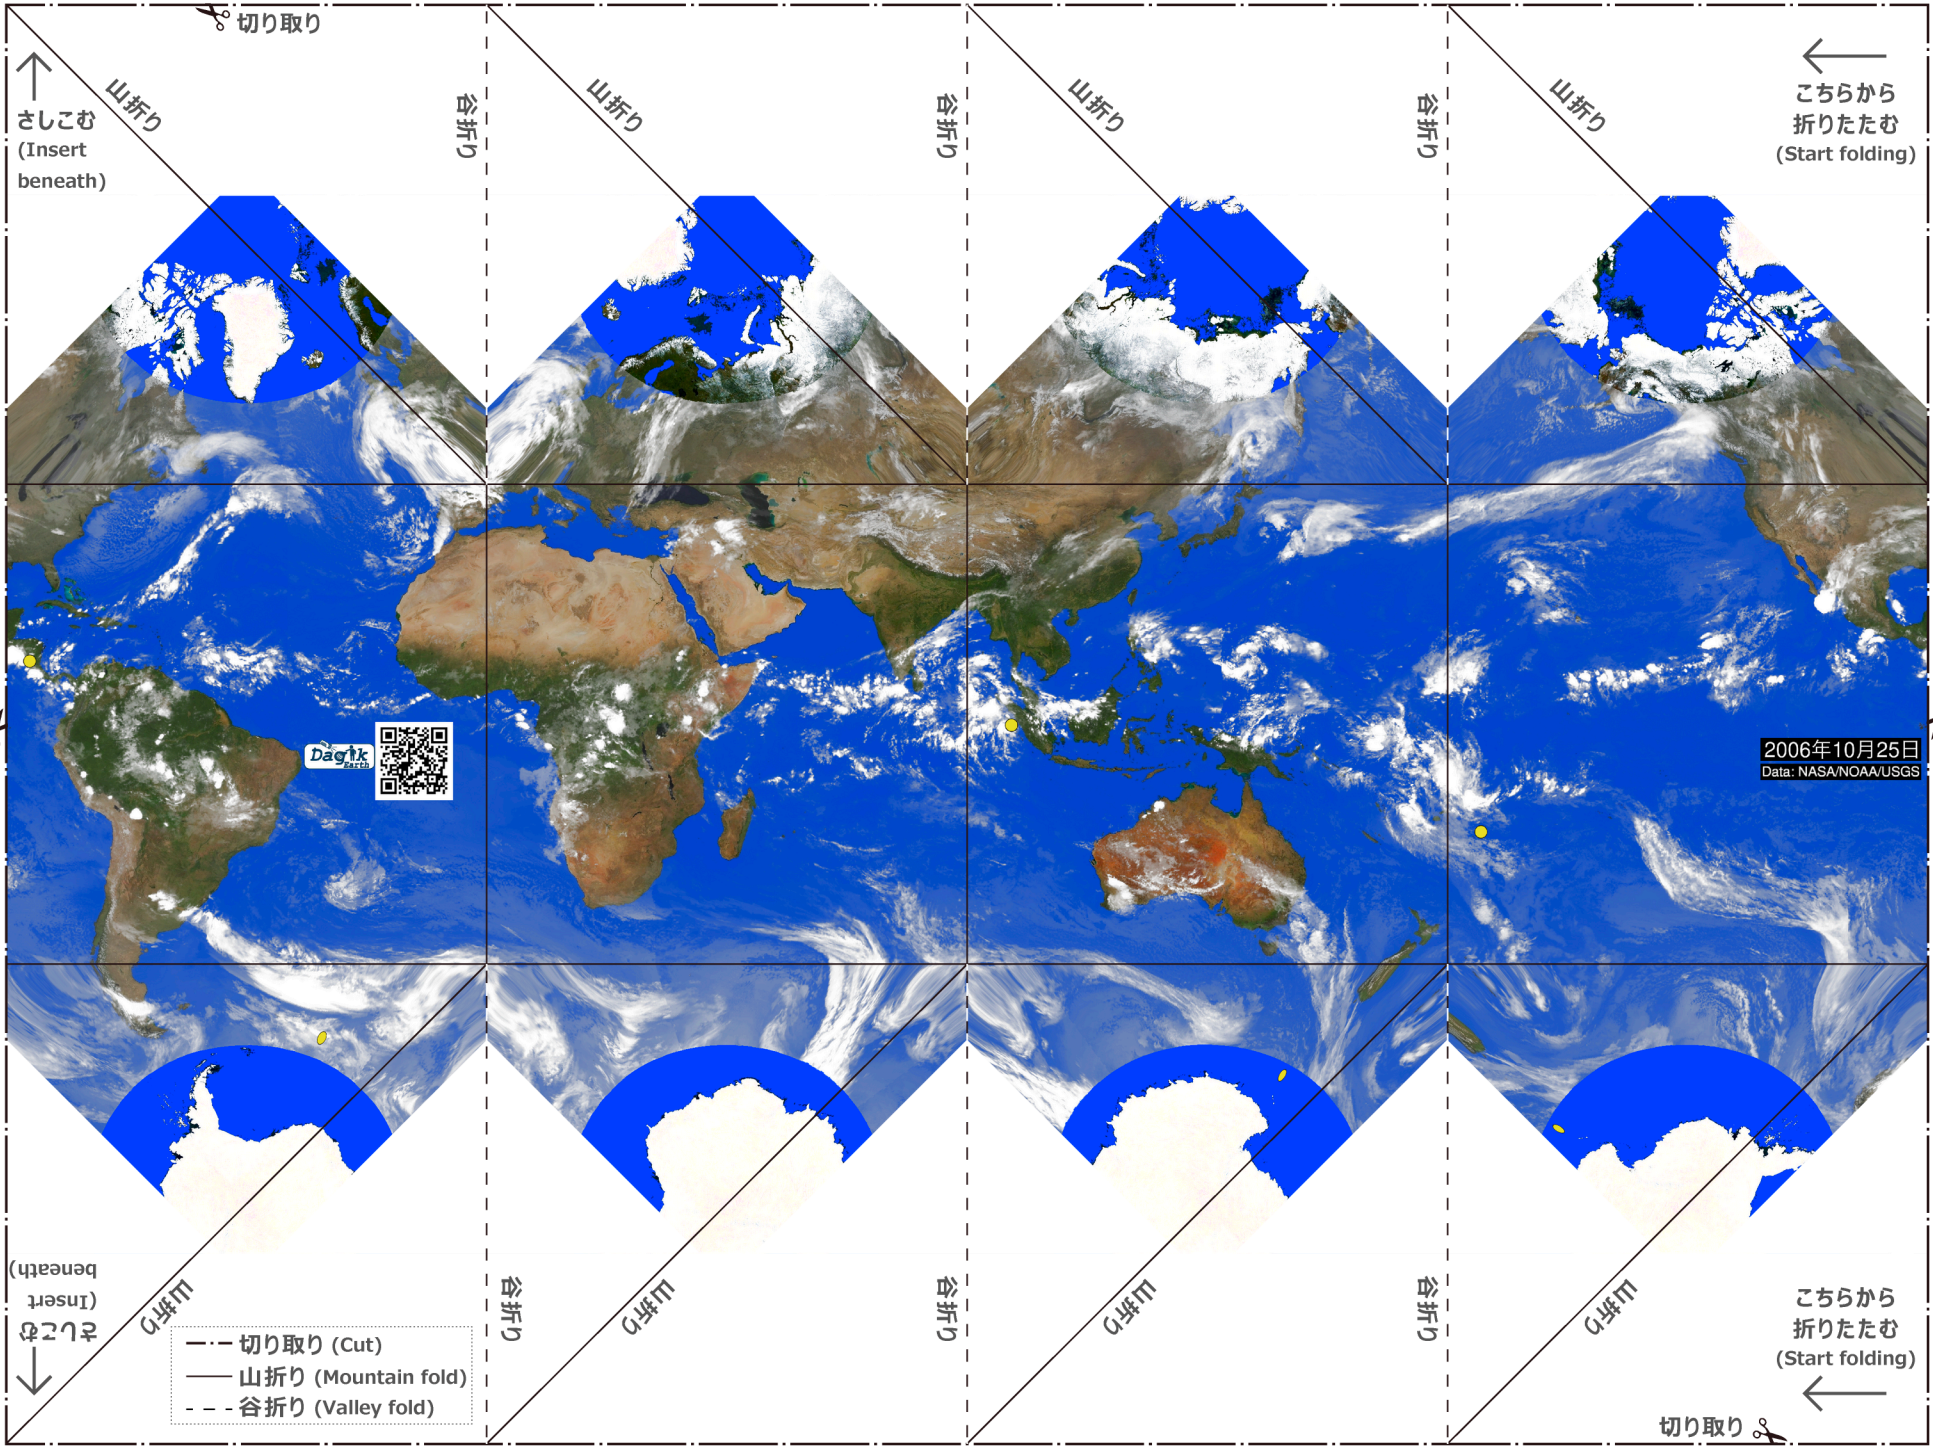 切り取り
山折り
谷折り
山折り
谷折り
山折り
谷折り
山折り
さしこむ
(Insert
beneath)
こちらから
折りたたむ
(Start folding)
Dagik
Earth
2006年10月25日
Data: NASA/NOAA/USGS
さしこむ
(Insert
beneath)
山折り
谷折り
山折り
谷折り
山折り
谷折り
山折り
こちらから
折りたたむ
(Start folding)
切り取り (Cut)
山折り (Mountain fold)
谷折り (Valley fold)
切り取り